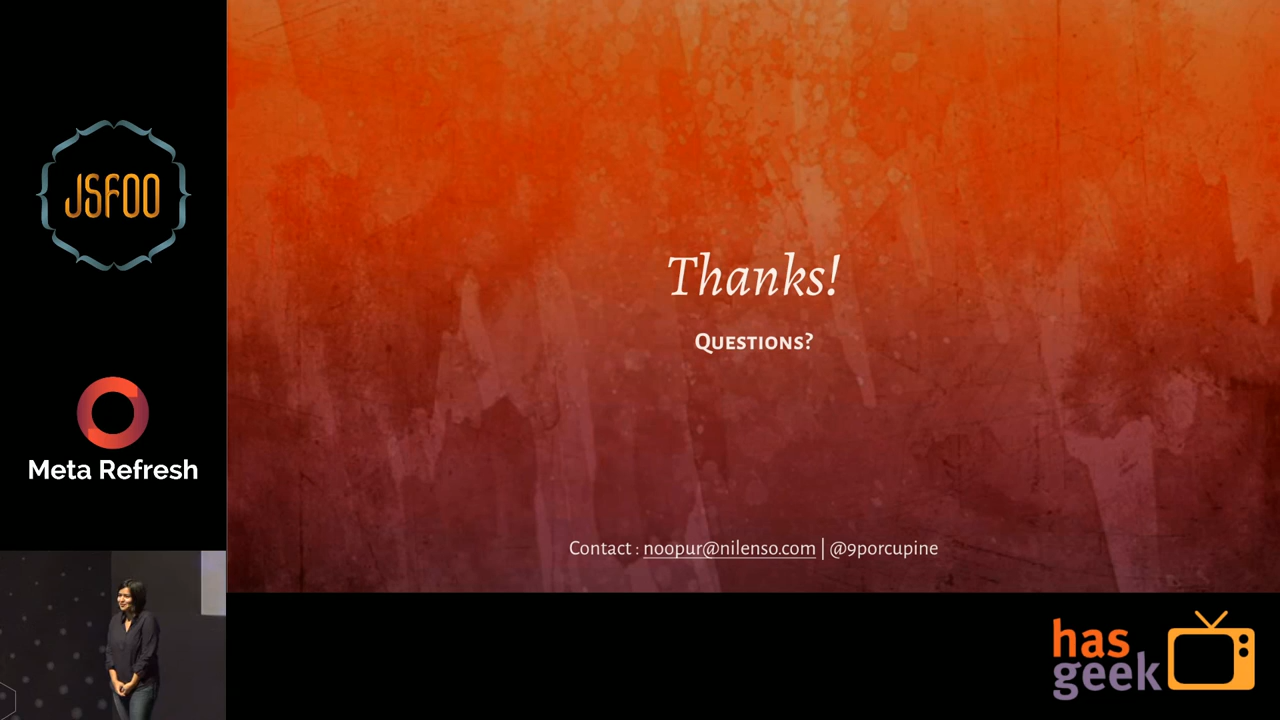 JSFOO
Meta Refresh
Thanks!
Questions?
Contact : noopur@nilenso.com | @9porcupine
has
geek